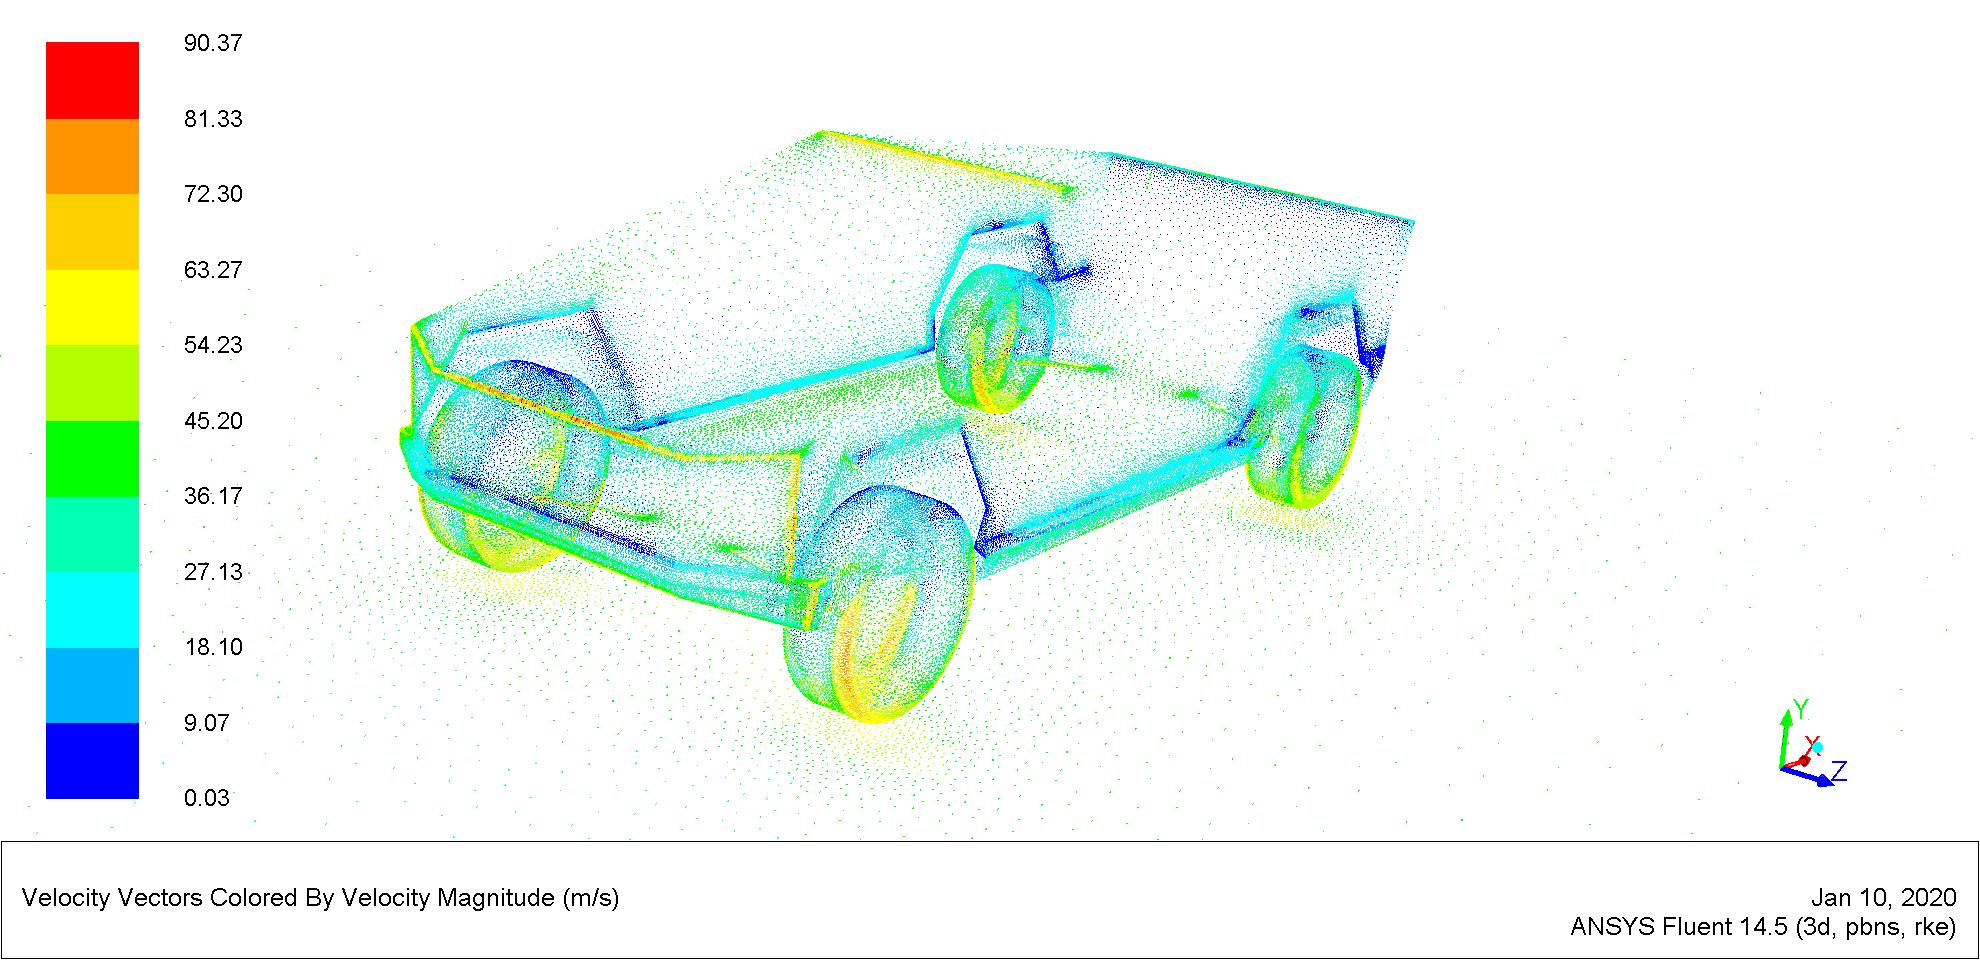 90.37
81.33
72.30
63.27
54.23
45.20
36.17
27.13
18.10
9.07
0.03
Y
X
Z
Velocity Vectors Colored By Velocity Magnitude (m/s)
Jan 10, 2020
ANSYS Fluent 14.5 (3d, pbns, rke)